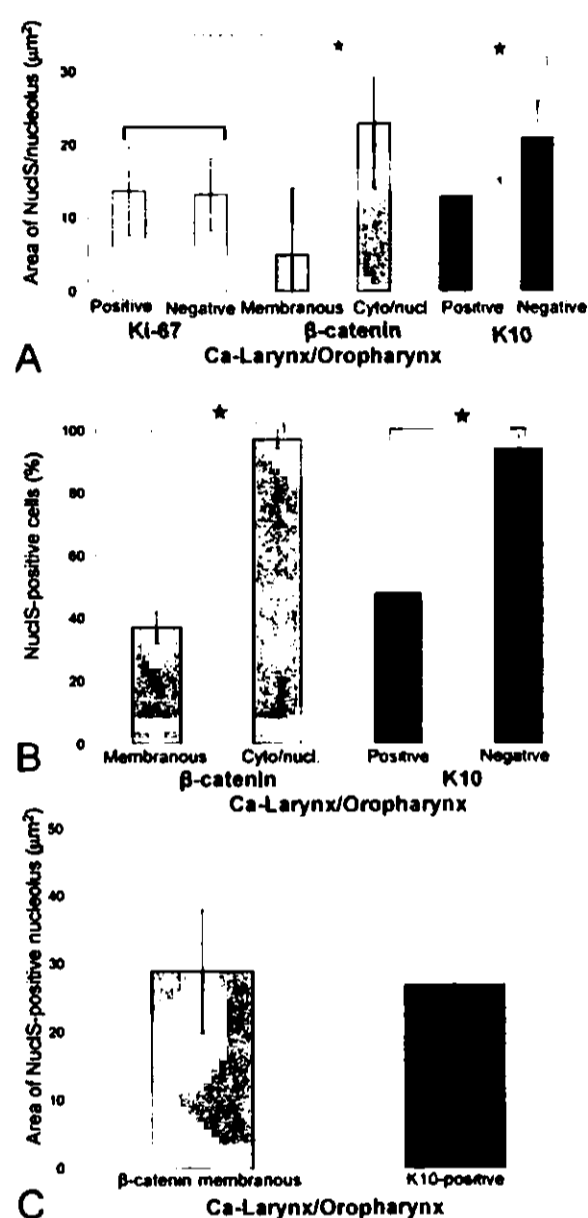 Area of NuclS/nucleolus (μm²)
30
20
10
0
★ ★
Positive Negative Membranous Cyto/nucl Positive Negative
Ki-67 β-catenin K10
Ca-Larynx/Oropharynx
A
NuclS-positive cells (%)
100
80
60
40
20
0
★ ★
Membranous Cyto/nucl. Positive Negative
β-catenin K10
Ca-Larynx/Oropharynx
B
Area of NuclS-positive nucleolus (μm²)
50
40
30
20
10
0
β-catenin membranous K10-positive
Ca-Larynx/Oropharynx
C